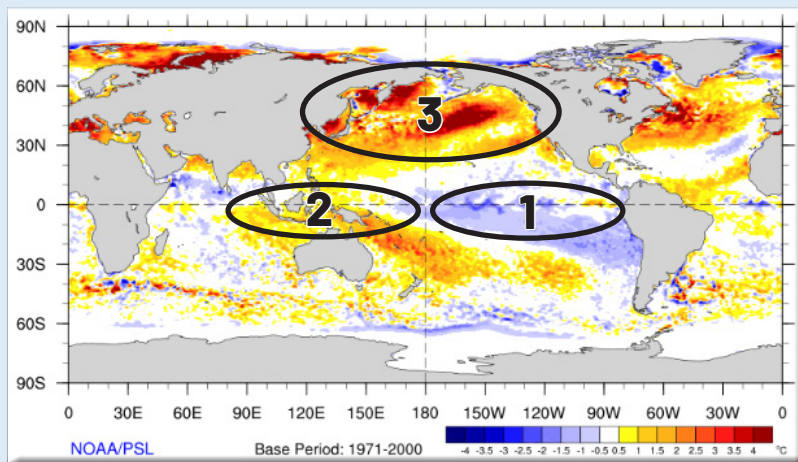 90N
60N
30N
0
30S
60S
90S
3
2
1
0 30E 60E 90E 120E 150E 180 150W 120W 90W 60W 30W 0
NOAA/PSL Base Period: 1971-2000
-4 -3.5 -3 -2.5 -2 -1.5 -1 -0.5 0.5 1 1.5 2 2.5 3 3.5 4 °C